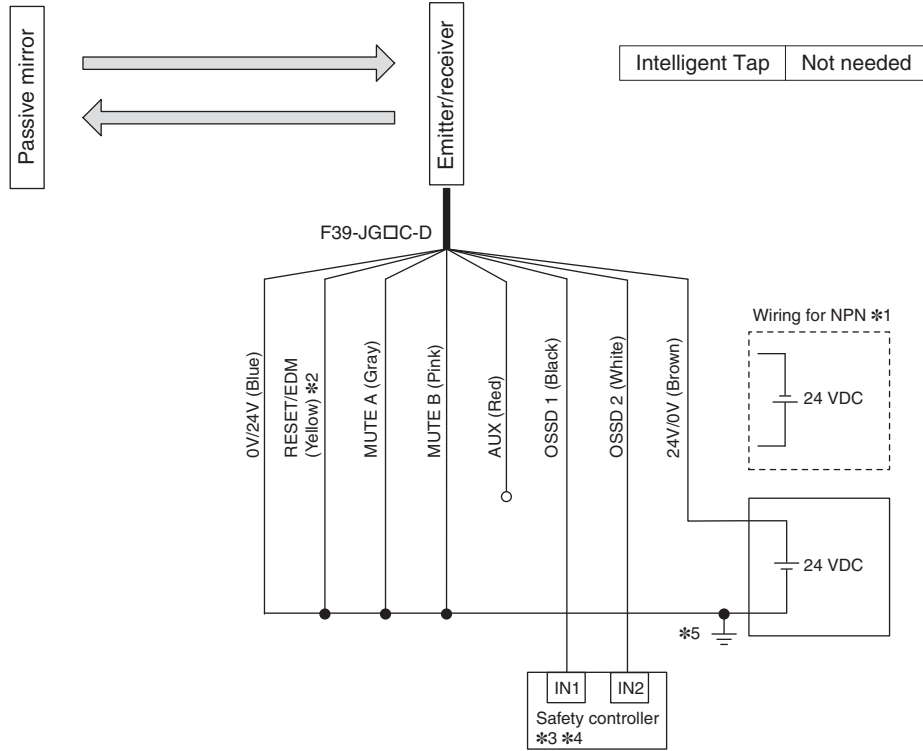 Passive mirror
Emitter/receiver
Intelligent Tap Not needed
F39-JG□C-D
0V/24V (Blue)
RESET/EDM
(Yellow) ✱2
MUTE A (Gray)
MUTE B (Pink)
AUX (Red)
OSSD 1 (Black)
OSSD 2 (White)
24V/0V (Brown)
Wiring for NPN ✱1
24 VDC
24 VDC
✱5
IN1 IN2
Safety controller
✱3 ✱4